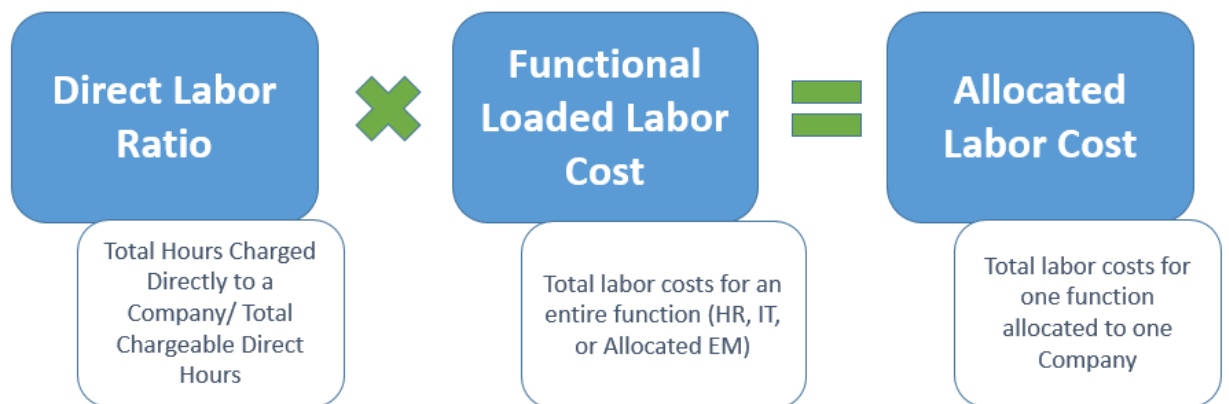 Direct Labor
Ratio
Functional
Loaded Labor
Cost
Allocated
Labor Cost
Total Hours Charged
Directly to a
Company/ Total
Chargeable Direct
Hours
Total labor costs for an
entire function (HR, IT,
or Allocated EM)
Total labor costs for
one function
allocated to one
Company